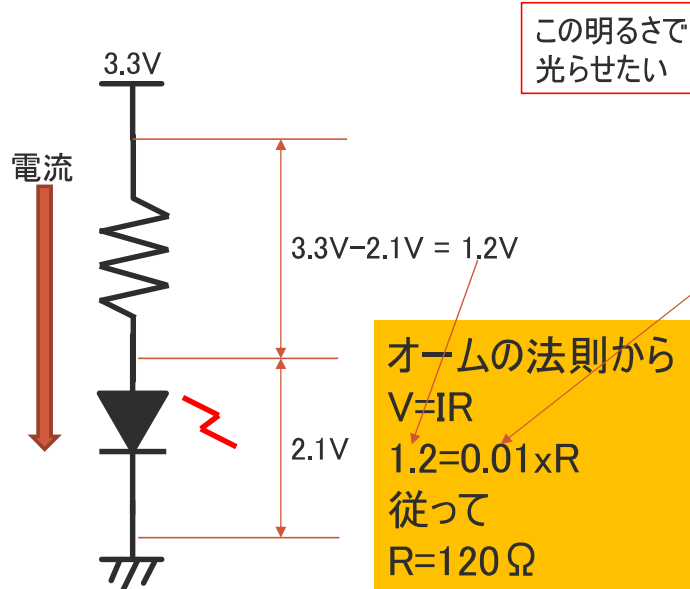 この明るさで
光らせたい
3.3V
電流
3.3V-2.1V = 1.2V
オームの法則から
V=IR
1.2=0.01xR
従って
R=120Ω
2.1V